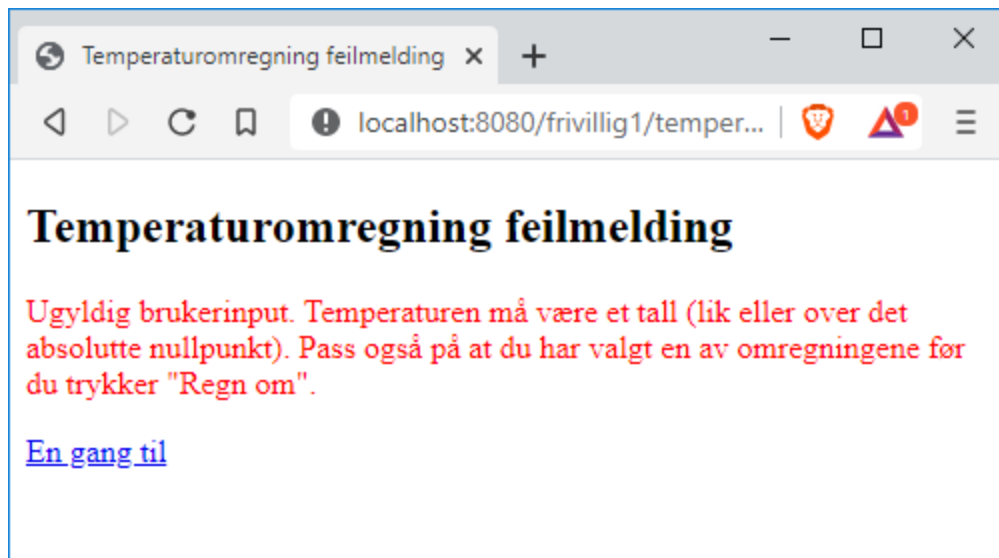 Temperaturomregning feilmelding
localhost:8080/frivillig1/temper...
1
Temperaturomregning feilmelding
Ugyldig brukerinput. Temperaturen må være et tall (lik eller over det
absolutte nullpunkt). Pass også på at du har valgt en av omregningene før
du trykker "Regn om".
En gang til